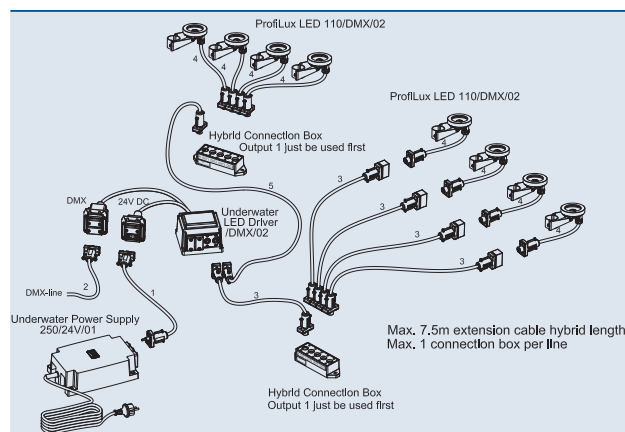 ProfiLux LED 110/DMX/02
4
4
4
4
ProfiLux LED 110/DMX/02
4
Hybrid Connection Box
Output 1 just be used first
3
4
5
3
4
DMX
24V DC
Underwater
LED Driver
/DMX/02
3
4
3
DMX-line
2
1
3
Underwater Power Supply
250/24V/01
Max. 7.5m extension cable hybrid length
Max. 1 connection box per line
Hybrid Connection Box
Output 1 just be used first